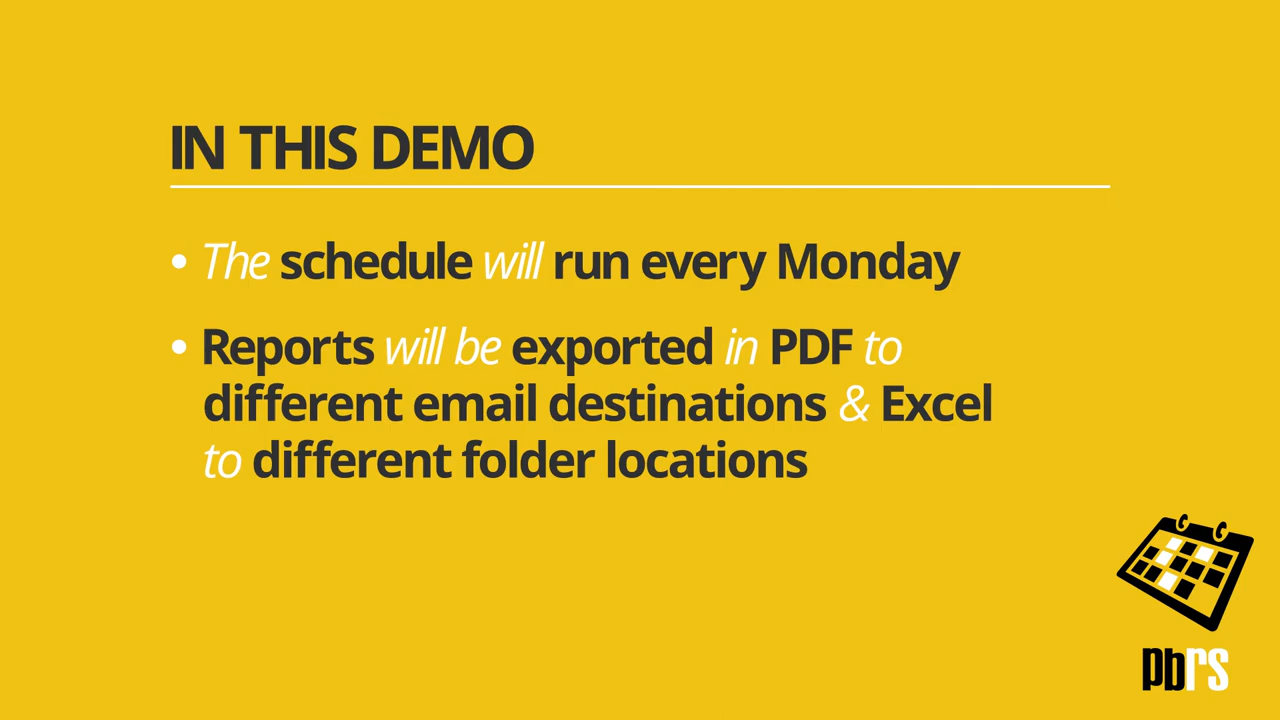 IN THIS DEMO
• The schedule will run every Monday
• Reports will be exported in PDF to
different email destinations & Excel
to different folder locations
pbrs